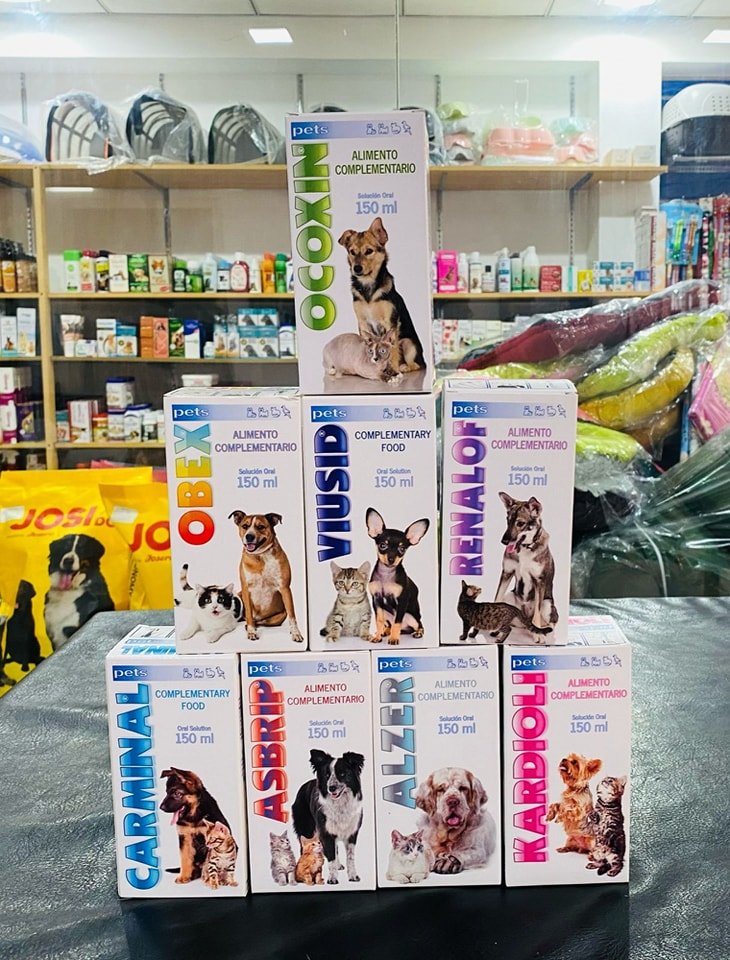 pets
OCOXIN
ALIMENTO
COMPLEMENTARIO
Solución Oral
150 ml
pets
OBEX
ALIMENTO
COMPLEMENTARIO
Solución Oral
150 ml
pets
VIUSID
COMPLEMENTARY
FOOD
Oral Solution
150 ml
pets
RENALOF
ALIMENTO
COMPLEMENTARIO
Solución Oral
150 ml
JOSI
JO
pets
CARMINAL
COMPLEMENTARY
FOOD
Oral Solution
150 ml
pets
ASBRIP
ALIMENTO
COMPLEMENTARIO
Solución Oral
150 ml
pets
ALZER
ALIMENTO
COMPLEMENTARIO
Solución Oral
150 ml
pets
KARDIOLI
ALIMENTO
COMPLEMENTARIO
Solución Oral
150 ml